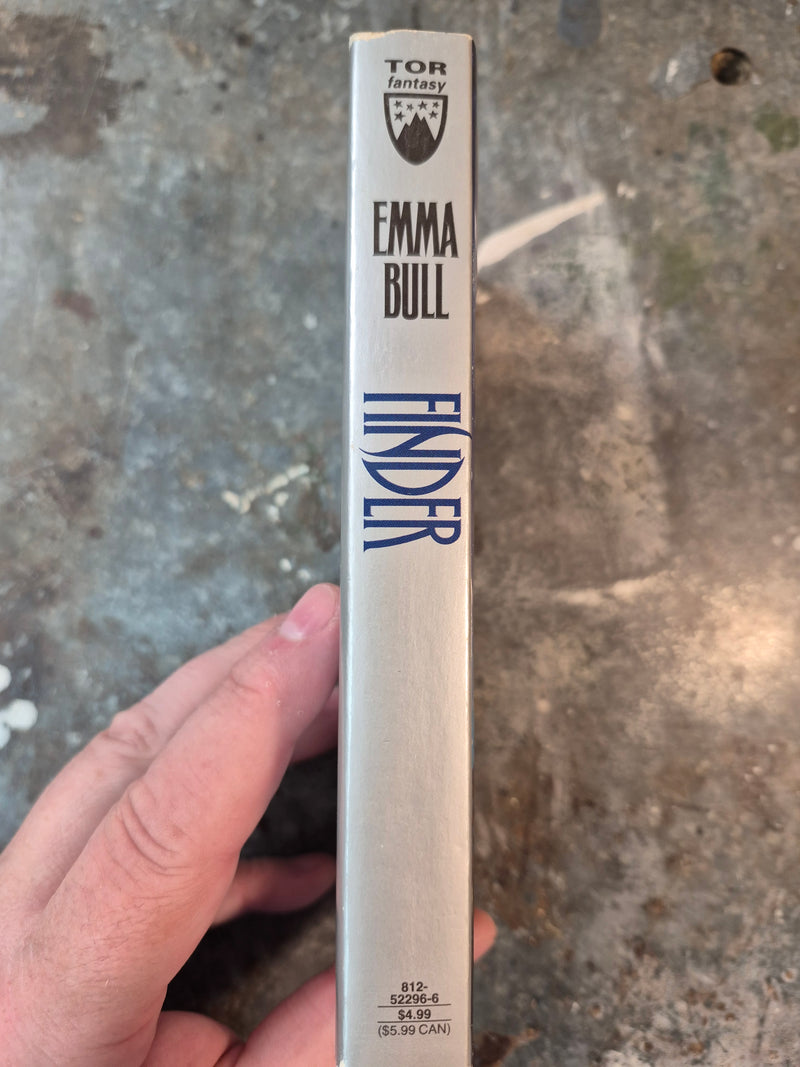 TOR
fantasy
EMMA
BULL
FINDER
812-
52296-6
$4.99
($5.99 CAN)